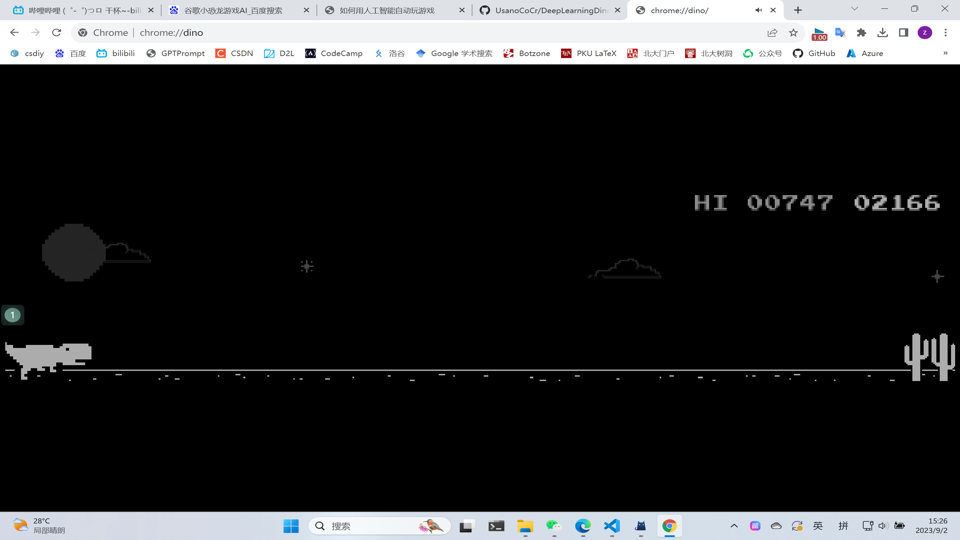 哔哩哔哩 (゜-゜)つロ 干杯~-bili
谷歌小恐龙游戏AI_百度搜索
如何用人工智能自动玩游戏
UsanoCoCr/DeepLearningDin
chrome://dino/
Chrome | chrome://dino
1.00
z
csdiy
百度
bilibili
GPTPrompt
CSDN
D2L
CodeCamp
洛谷
Google 学术搜索
Botzone
PKU LaTeX
北大门户
北大树洞
公众号
GitHub
Azure
»
HI 00747 02166
1
28°C
局部晴朗
搜索
英
拼
15:26
2023/9/2